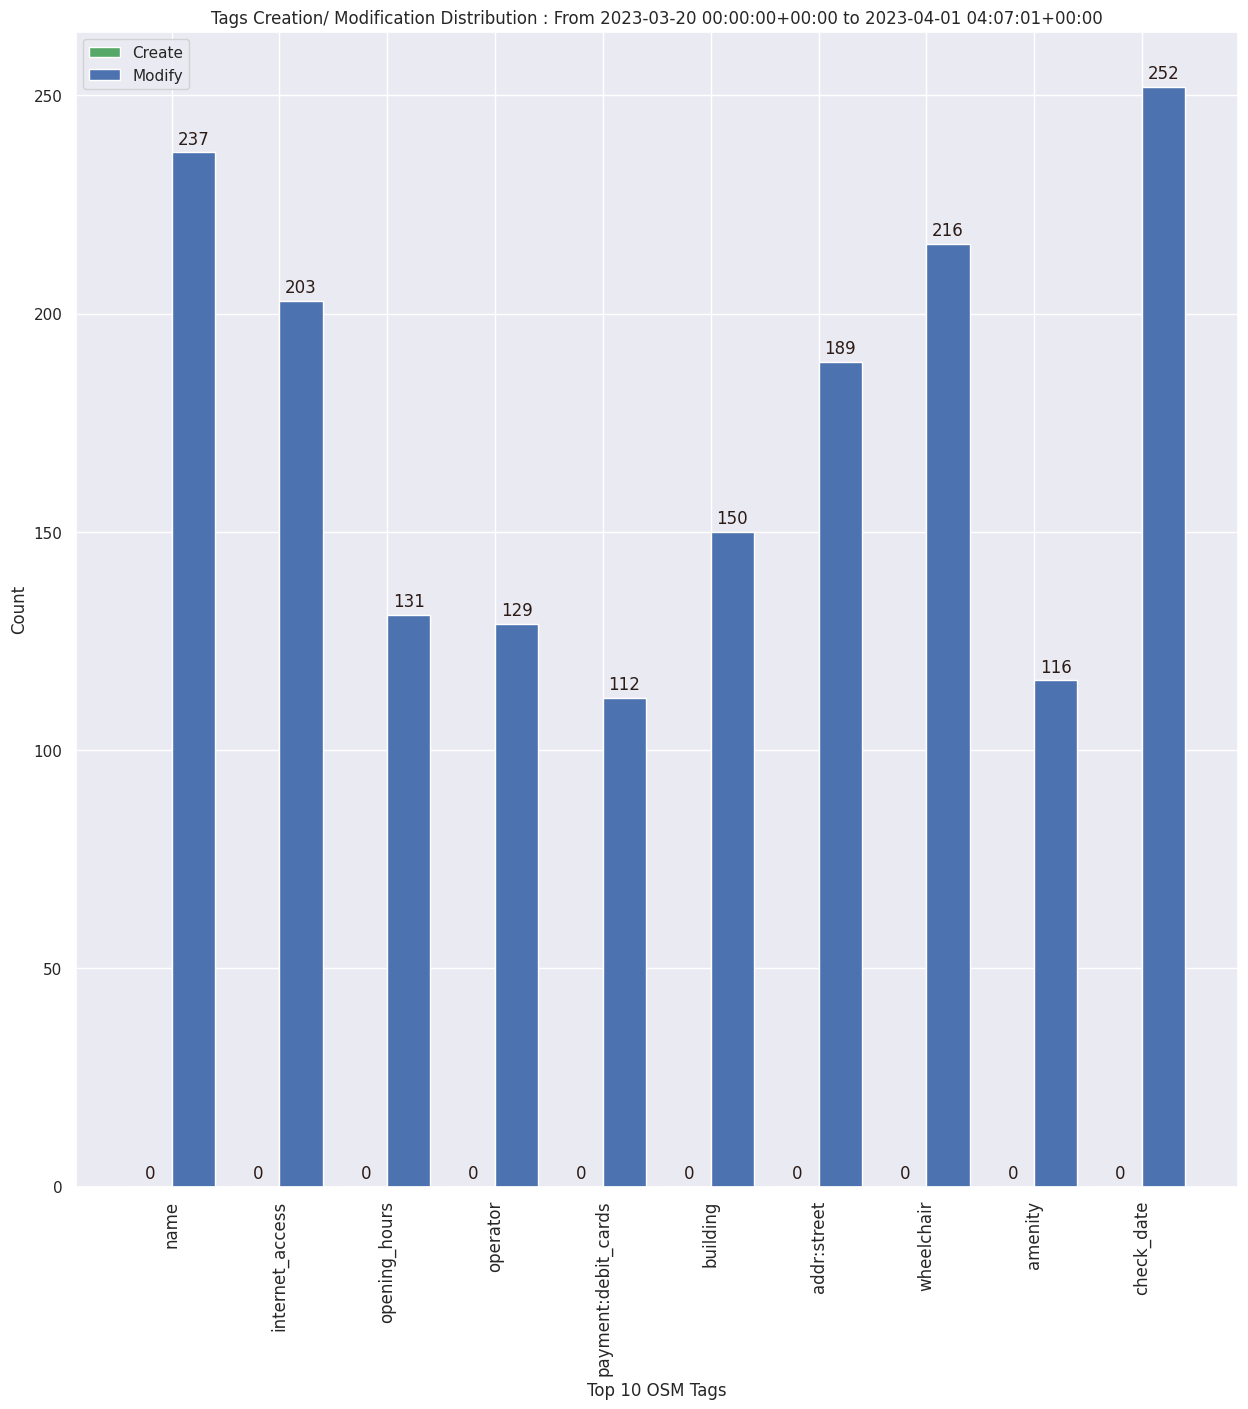 Tags Creation/ Modification Distribution : From 2023-03-20 00:00:00+00:00 to 2023-04-01 04:07:01+00:00
Create
Modify
250
200
150
100
50
0
Count
237
203
131
129
112
150
189
216
116
252
0
0
0
0
0
0
0
0
0
0
name
internet_access
opening_hours
operator
payment:debit_cards
building
addr:street
wheelchair
amenity
check_date
Top 10 OSM Tags